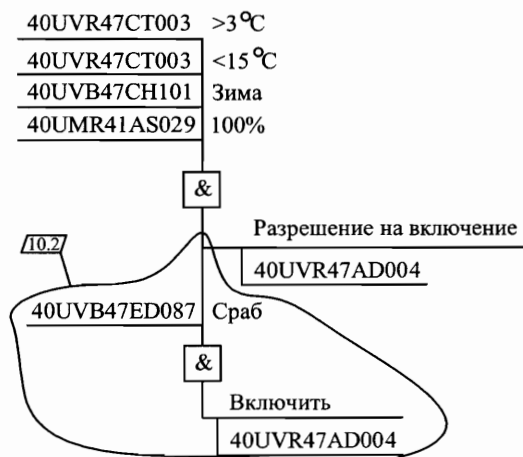 40UVR47CT003 >3°C
40UVR47CT003 <15°C
40UVB47CH101 Зима
40UMR41AS029 100%
&
Разрешение на включение
10.2
40UVR47AD004
40UVB47ED087 Сраб
&
Включить
40UVR47AD004